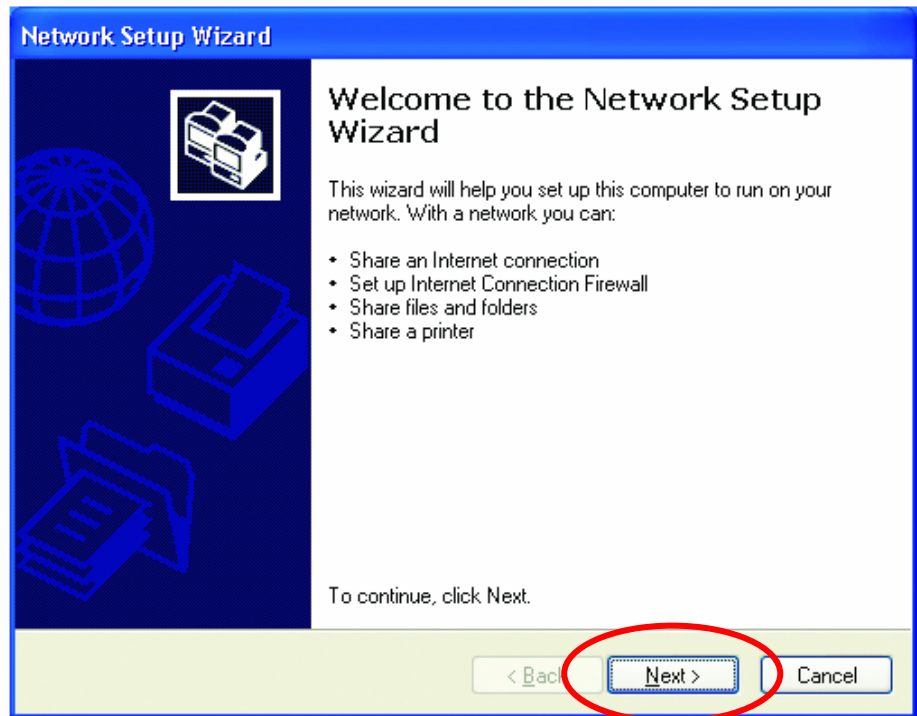 Network Setup Wizard
Welcome to the Network Setup
Wizard
This wizard will help you set up this computer to run on your
network. With a network you can:
• Share an Internet connection
• Set up Internet Connection Firewall
• Share files and folders
• Share a printer
To continue, click Next.
< Back Next > Cancel